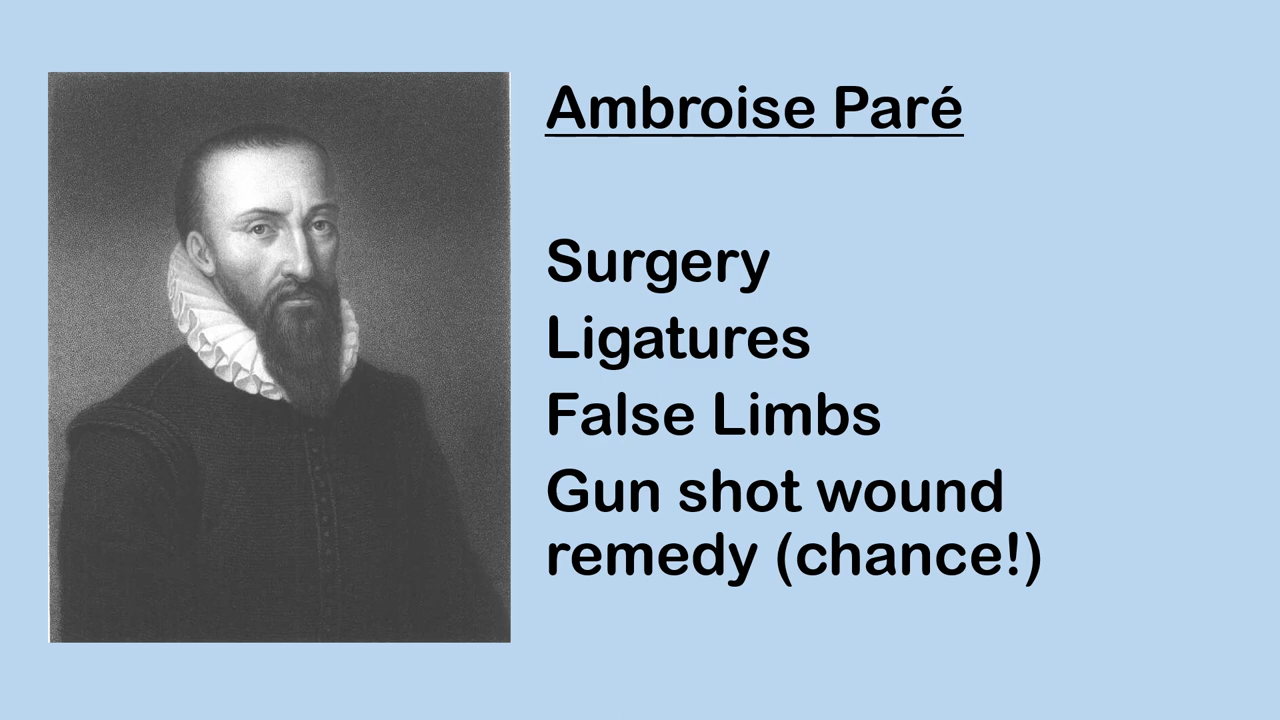 Ambroise Paré
Surgery
Ligatures
False Limbs
Gun shot wound
remedy (chance!)